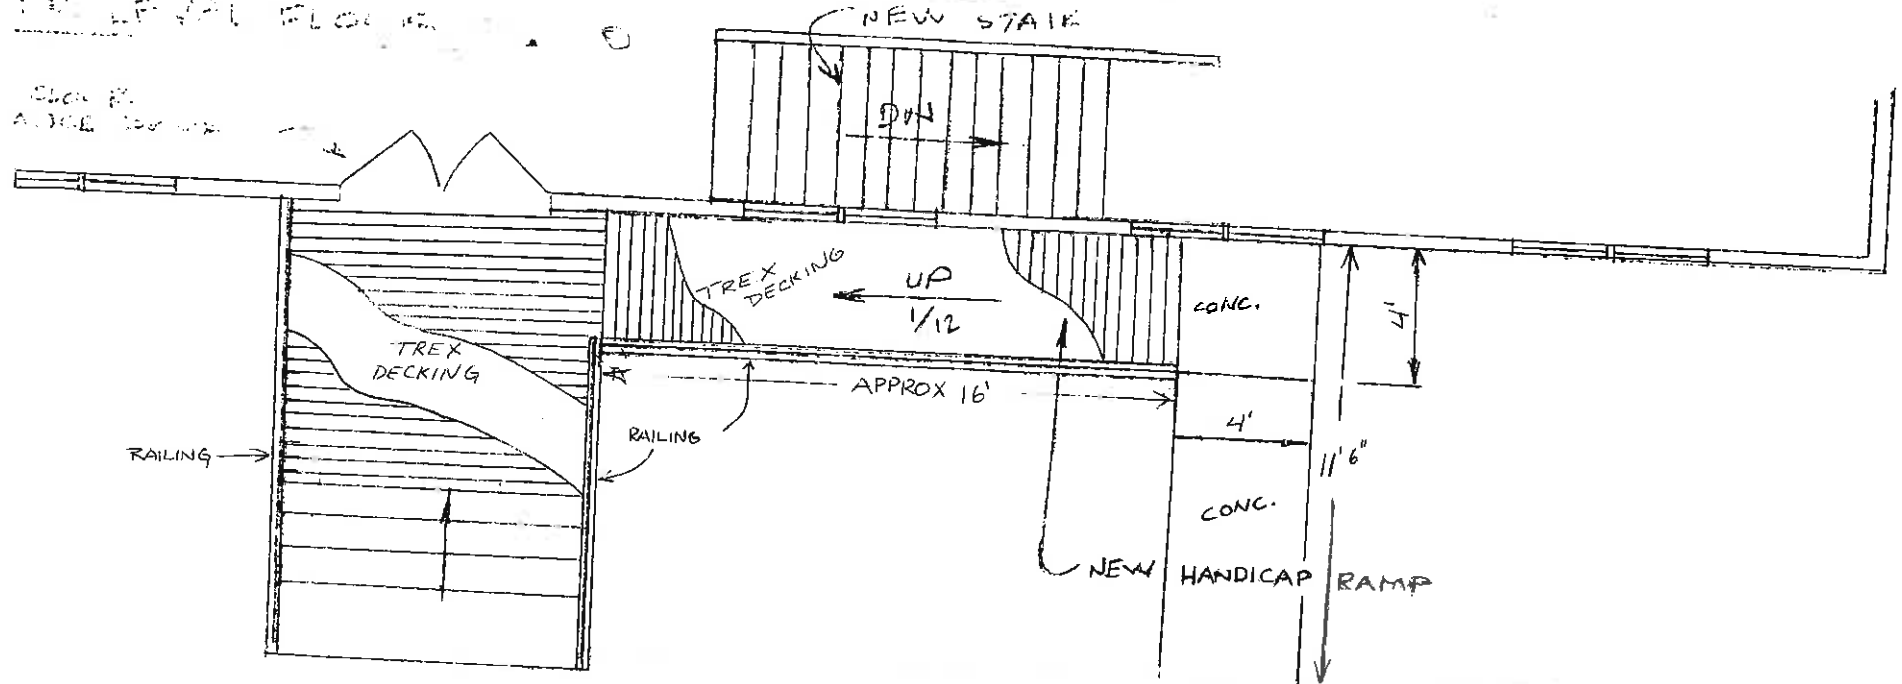 FLOOR
NEW STAIR
DN
TREX
DECKING
UP
1/12
CONC.
4'
TREX
DECKING
APPROX 16'
4'
RAILING
RAILING
11'6"
CONC.
NEW HANDICAP RAMP